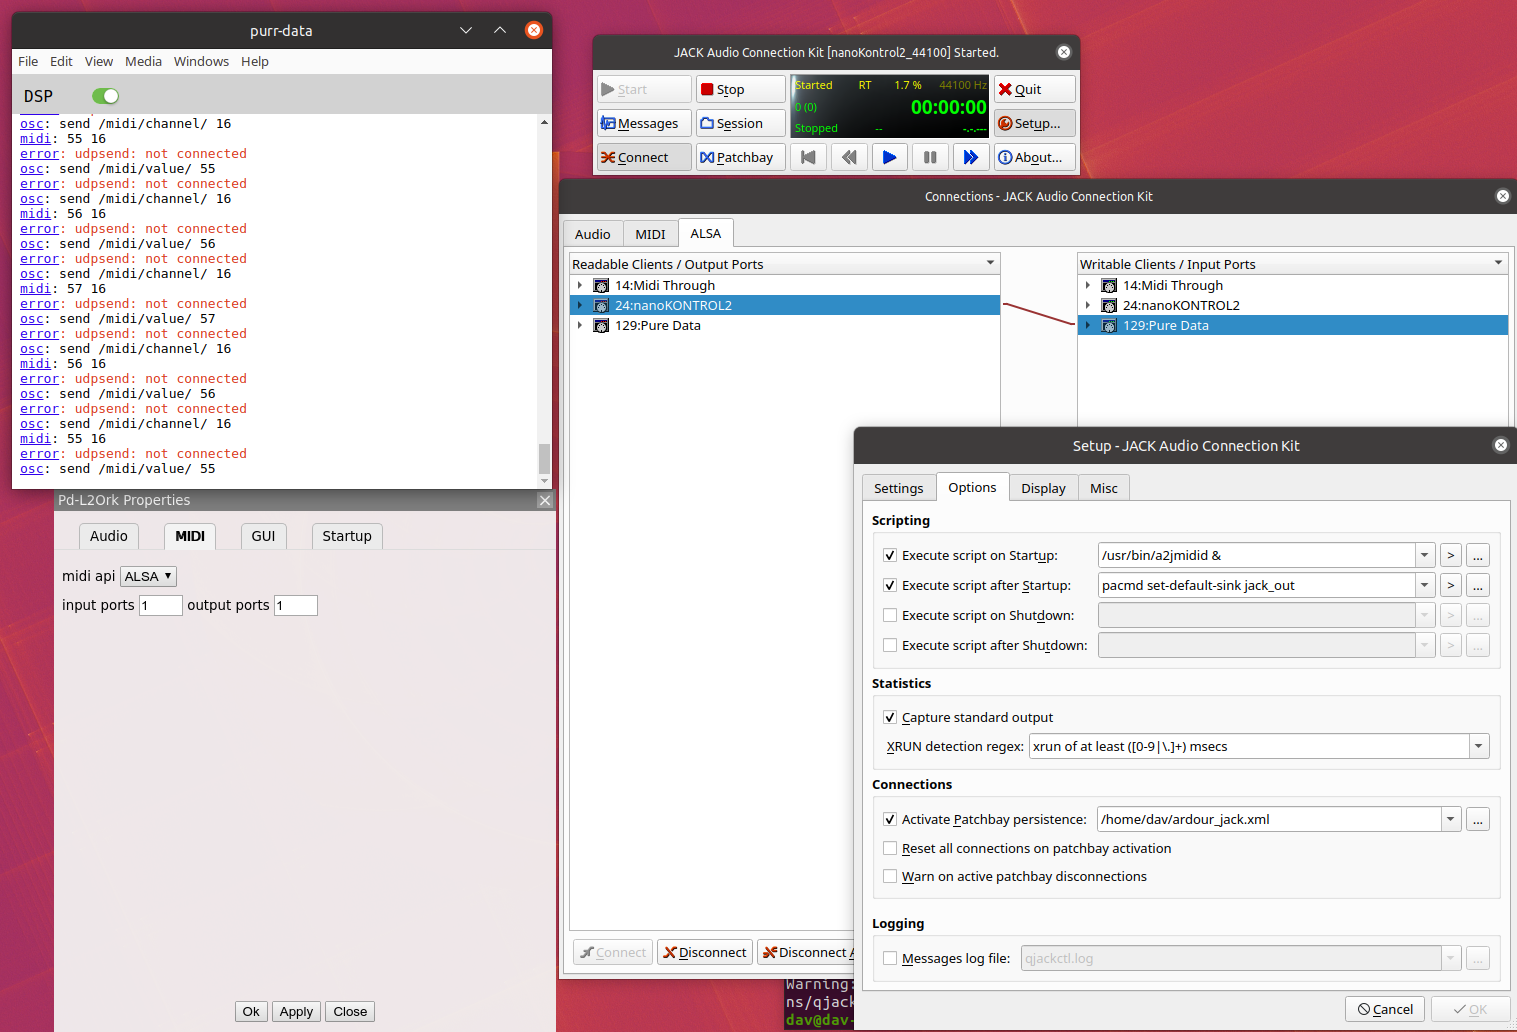 purr-data
File Edit View Media Windows Help
DSP
osc: send /midi/channel/ 16
midi: 55 16
error: udpsend: not connected
osc: send /midi/value/ 55
error: udpsend: not connected
osc: send /midi/channel/ 16
midi: 56 16
error: udpsend: not connected
osc: send /midi/value/ 56
error: udpsend: not connected
osc: send /midi/channel/ 16
midi: 57 16
error: udpsend: not connected
osc: send /midi/value/ 57
error: udpsend: not connected
osc: send /midi/channel/ 16
midi: 56 16
error: udpsend: not connected
osc: send /midi/value/ 56
error: udpsend: not connected
osc: send /midi/channel/ 16
midi: 55 16
error: udpsend: not connected
osc: send /midi/value/ 55
Pd-L2Ork Properties
Audio MIDI GUI Startup
midi api ALSA
input ports 1 output ports 1
Ok Apply Close
JACK Audio Connection Kit [nanoKontrol2_44100] Started.
Start Stop Started RT 1.7 % 44100 Hz Quit
0 (0) 00:00:00
Messages Session Stopped -- -.-.--- Setup...
Connect Patchbay About...
Connections - JACK Audio Connection Kit
Audio MIDI ALSA
Readable Clients / Output Ports
14:Midi Through
24:nanoKONTROL2
129:Pure Data
Writable Clients / Input Ports
14:Midi Through
24:nanoKONTROL2
129:Pure Data
Connect Disconnect Disconnect A
Setup - JACK Audio Connection Kit
Settings Options Display Misc
Scripting
Execute script on Startup: /usr/bin/a2jmidid & > ...
Execute script after Startup: pacmd set-default-sink jack_out > ...
Execute script on Shutdown: > ...
Execute script after Shutdown: > ...
Statistics
Capture standard output
XRUN detection regex: xrun of at least ([0-9|\.]+) msecs
Connections
Activate Patchbay persistence: /home/dav/ardour_jack.xml ...
Reset all connections on patchbay activation
Warn on active patchbay disconnections
Logging
Messages log file: qjackctl.log ...
Cancel OK
Warning:
ns/qjack
dav@dav-